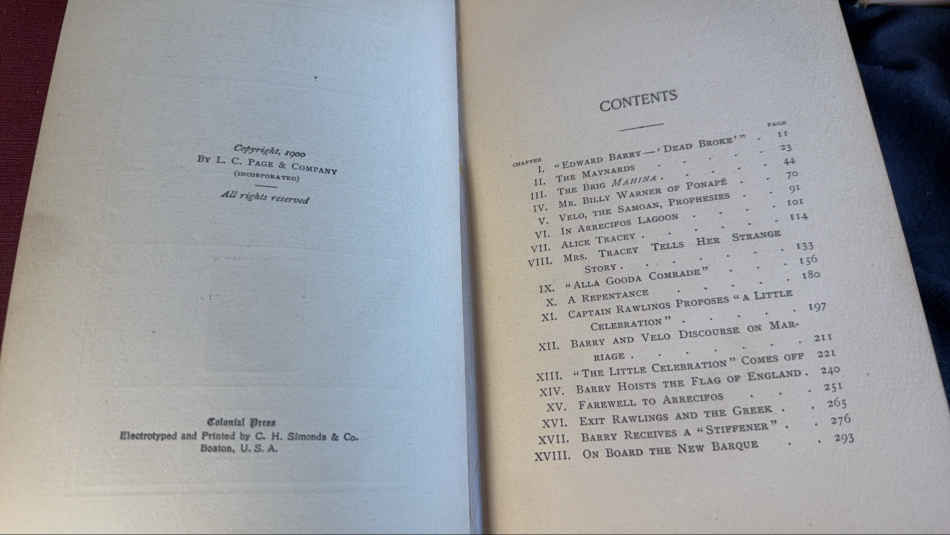 Copyright, 1900
BY L. C. PAGE & COMPANY
(INCORPORATED)
All rights reserved
Colonial Press
Electrotyped and Printed by C. H. Simonds & Co.
Boston, U. S. A.
CONTENTS
CHAPTER PAGE
I. "EDWARD BARRY—'DEAD BROKE'" . 11
II. THE MAYNARDS . . . . . 23
III. THE BRIG MAHINA . . . . . 44
IV. MR. BILLY WARNER OF PONAPÉ . . 70
V. VELO, THE SAMOAN, PROPHESIES . . 91
VI. IN ARRECIFOS LAGOON . . . . 101
VII. ALICE TRACEY . . . . . . 114
VIII. MRS. TRACEY TELLS HER STRANGE
STORY . . . . . . . 133
IX. "ALLA GOODA COMRADE" . . . 156
X. A REPENTANCE . . . . . 180
XI. CAPTAIN RAWLINGS PROPOSES "A LITTLE
CELEBRATION" . . . . . 197
XII. BARRY AND VELO DISCOURSE ON MAR-
RIAGE . . . . . . . 211
XIII. "THE LITTLE CELEBRATION" COMES OFF 221
XIV. BARRY HOISTS THE FLAG OF ENGLAND . 240
XV. FAREWELL TO ARRECIFOS . . . 251
XVI. EXIT RAWLINGS AND THE GREEK . . 265
XVII. BARRY RECEIVES A "STIFFENER" . . 276
XVIII. ON BOARD THE NEW BARQUE . . 293